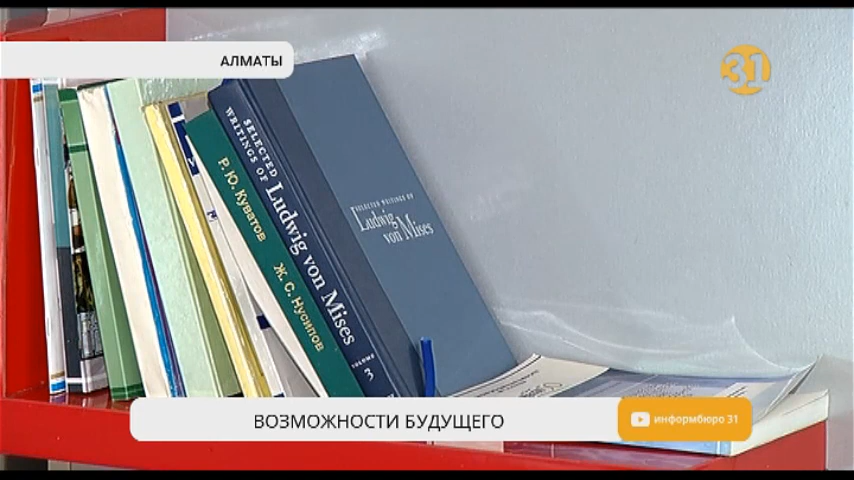 АЛМАТЫ
31
SELECTED
WRITINGS OF
Ludwig von Mises
VOLUME
3
SELECTED WRITINGS OF
Ludwig
von Mises
Р. Ю. Куватов
Ж. С. Нусипов
ВОЗМОЖНОСТИ БУДУЩЕГО
информбюро 31